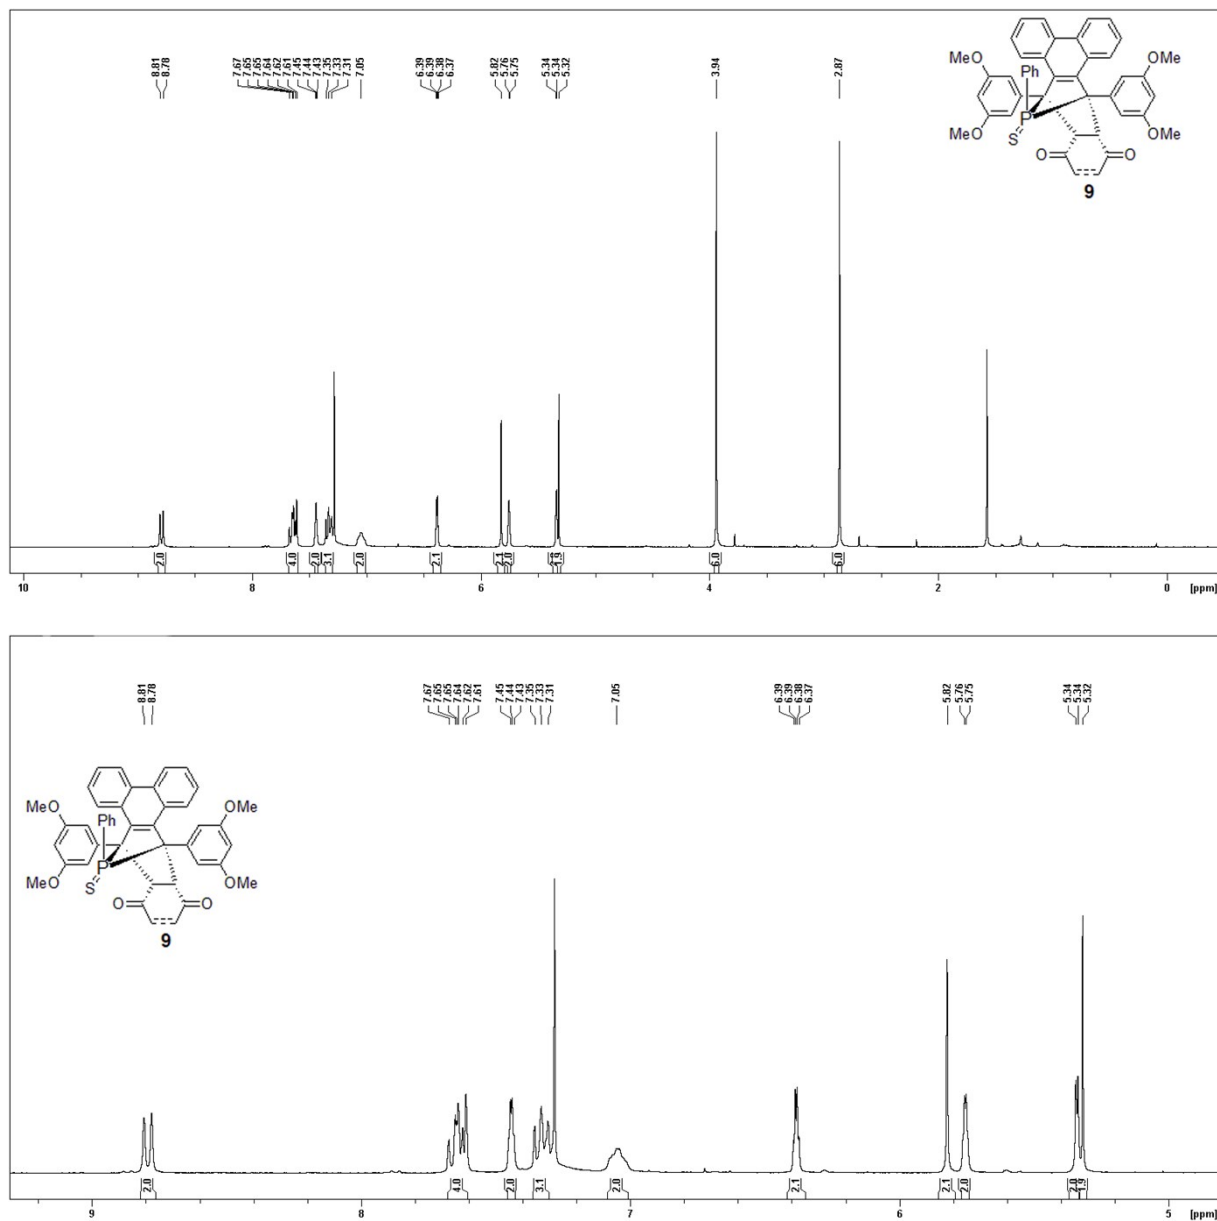 8.81 8.78 7.67 7.65 7.65 7.64 7.62 7.61 7.45 7.44 7.43 7.35 7.33 7.31 7.05 6.39 6.39 6.38 6.37 5.82 5.76 5.75 5.34 5.34 5.32 3.94 2.87
MeO Ph OMe
MeO P OMe
S
O O
9
2.0 4.0 2.0 3.1 2.0 2.1 2.1 2.0 2.0 1.9 6.0 6.0
10 8 6 4 2 0 [ppm]
8.81 8.78 7.67 7.65 7.65 7.64 7.62 7.61 7.45 7.44 7.43 7.35 7.33 7.31 7.05 6.39 6.39 6.38 6.37 5.82 5.76 5.75 5.34 5.34 5.32
MeO Ph OMe
MeO P OMe
S
O O
9
2.0 4.0 2.0 3.1 2.0 2.1 2.1 2.0 2.0 1.9
9 8 7 6 5 [ppm]